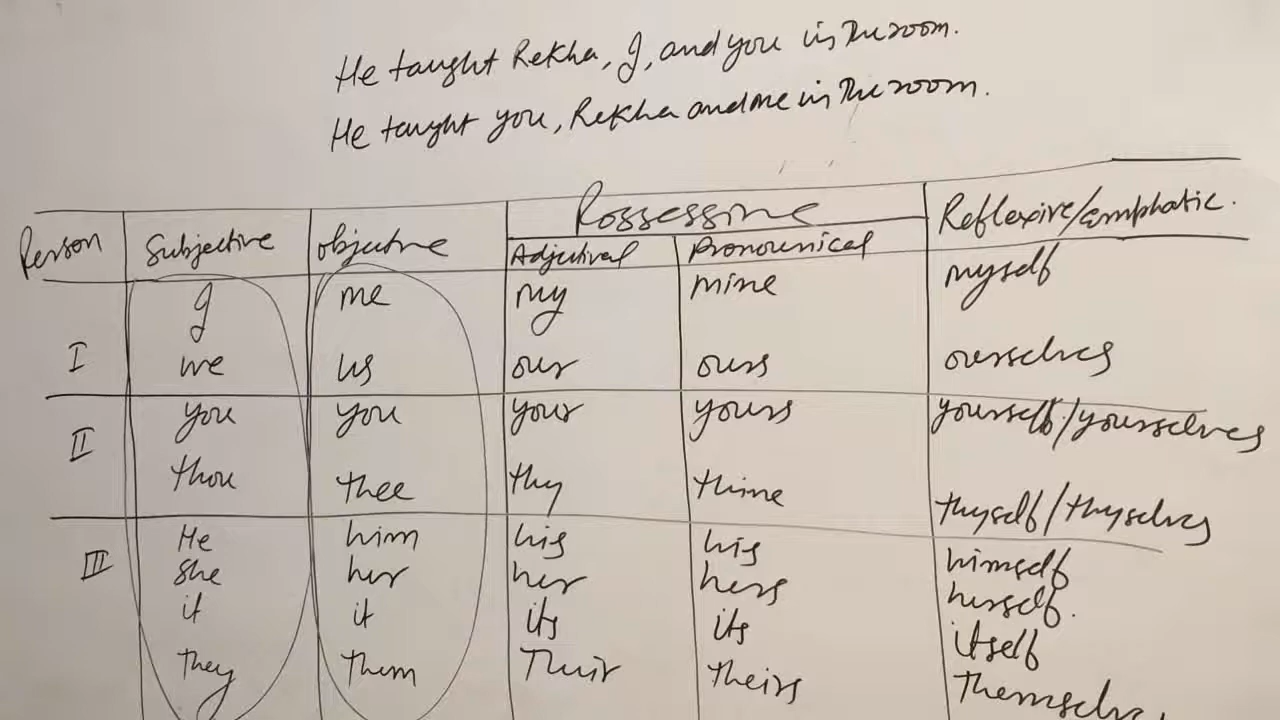 He taught Rekha, I, and you in the room.
He taught you, Rekha and me in the room.
Person Subjective objective Possessive Reflexive/emphatic.
Adjectival Pronounical
I I me my mine myself
we us our ours ourselves
II you you your yours yourself/yourselves
thou thee thy thine thyself/thyselves
III He him his his himself
She her her hers herself.
it it its its itself
They them Their theirs themselves